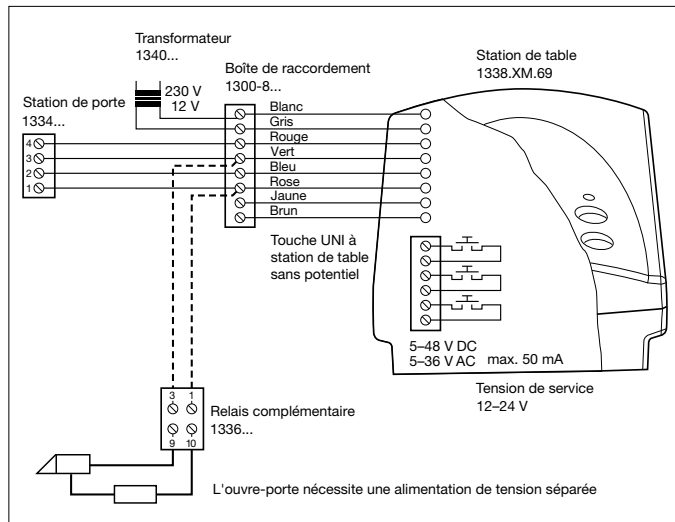 Transformateur
1340...
230 V
12 V
Boîte de raccordement
1300-8...
Station de table
1338.XM.69
Station de porte
1334...
4
3
2
1
Blanc
Gris
Rouge
Vert
Bleu
Rose
Jaune
Brun
Touche UNI à
station de table
sans potentiel
5–48 V DC
5–36 V AC
max. 50 mA
Tension de service
12–24 V
3 1
9 10
Relais complémentaire
1336...
L'ouvre-porte nécessite une alimentation de tension séparée